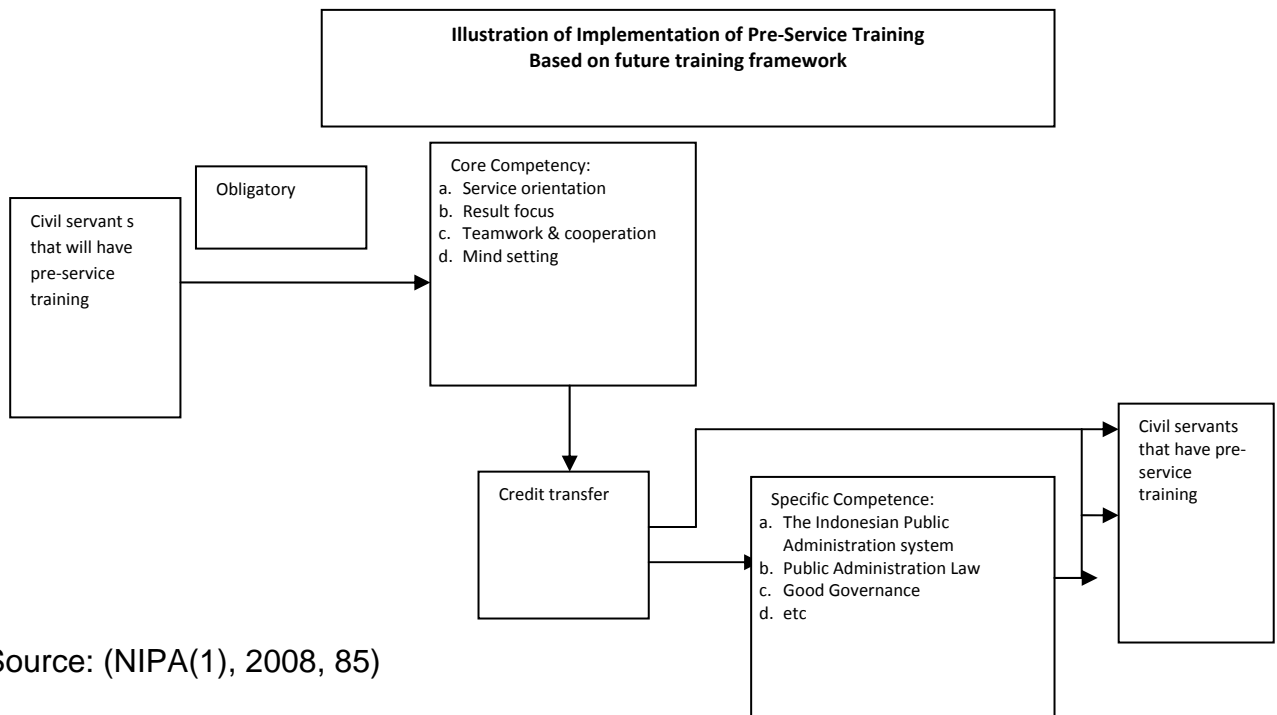 Illustration of Implementation of Pre-Service Training
Based on future training framework
Civil servant s
that will have
pre-service
training
Obligatory
Core Competency:
a. Service orientation
b. Result focus
c. Teamwork & cooperation
d. Mind setting
Credit transfer
Specific Competence:
a. The Indonesian Public
Administration system
b. Public Administration Law
c. Good Governance
d. etc
Civil servants
that have pre-
service
training
Source: (NIPA(1), 2008, 85)